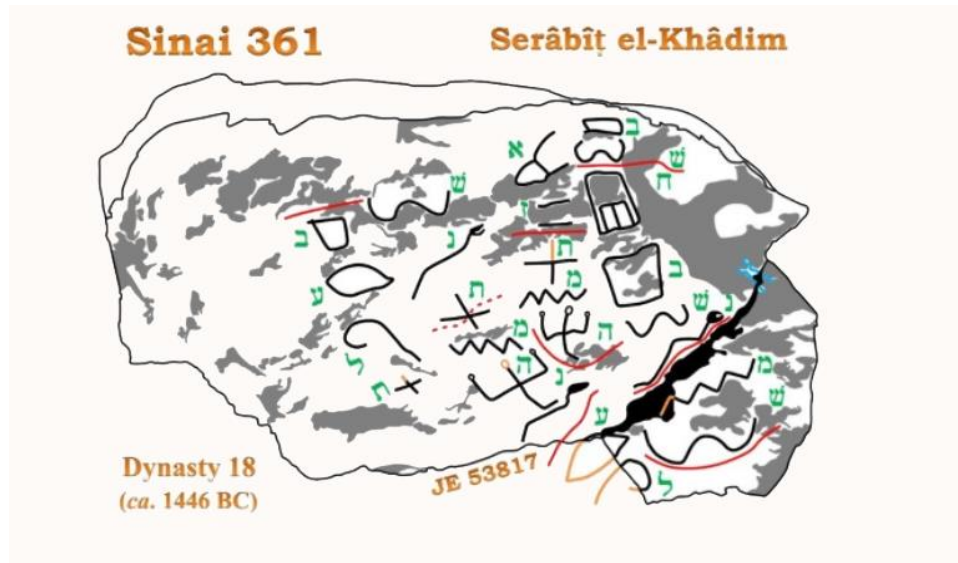 Sinai 361
Serâbîṭ el-Khâdim
ב
ש
ח
ב
ש
נ
מ
ש
ע
ל
א
ז
ת
מ
ה
נ
נ
ת
מ
ה
ש
ב
ע
ל
ת
Dynasty 18
(ca. 1446 BC)
JE 53817